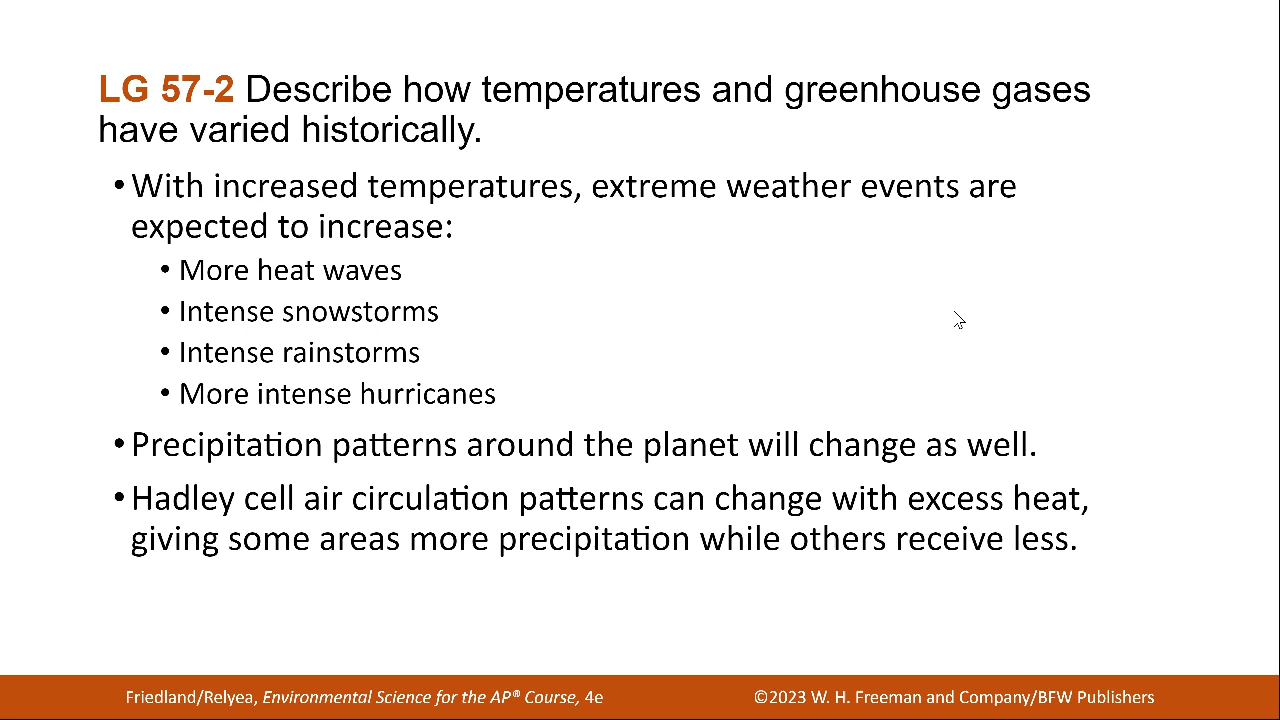 LG 57-2 Describe how temperatures and greenhouse gases
have varied historically.
• With increased temperatures, extreme weather events are
expected to increase:
• More heat waves
• Intense snowstorms
• Intense rainstorms
• More intense hurricanes
• Precipitation patterns around the planet will change as well.
• Hadley cell air circulation patterns can change with excess heat,
giving some areas more precipitation while others receive less.
Friedland/Relyea, Environmental Science for the AP® Course, 4e
©2023 W. H. Freeman and Company/BFW Publishers